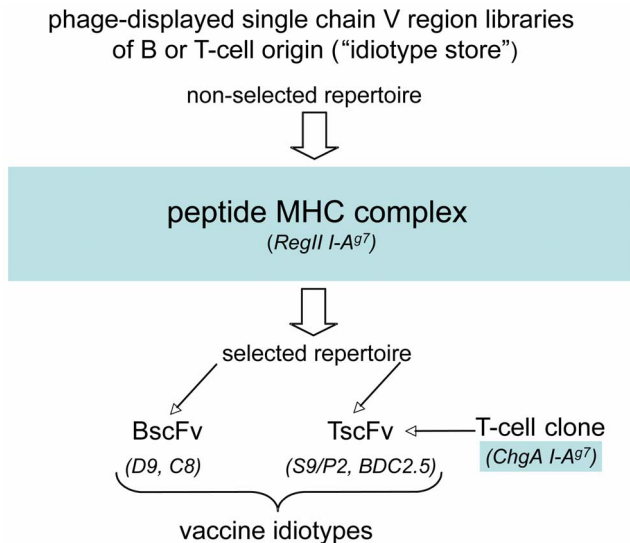 phage-displayed single chain V region libraries
of B or T-cell origin (“idiotype store”)
non-selected repertoire
peptide MHC complex
(RegII I-Ag7)
selected repertoire
BscFv TscFv T-cell clone
(D9, C8) (S9/P2, BDC2.5) (ChgA I-Ag7)
vaccine idiotypes